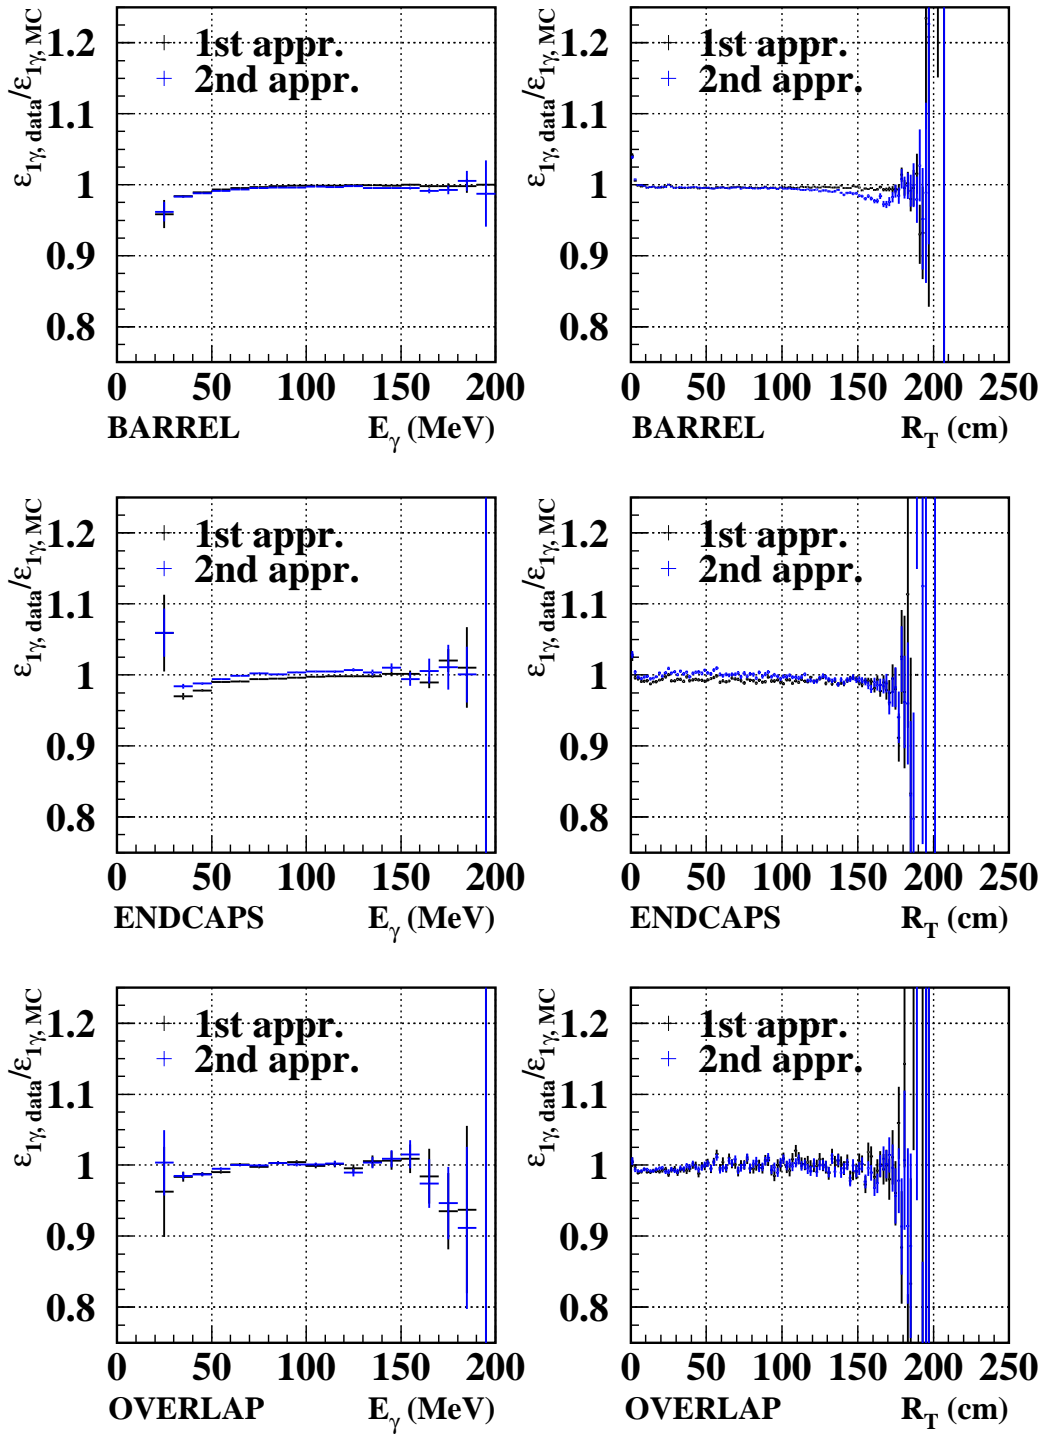 ε1γ, data/ε1γ, MC
1.2
1.1
1
0.9
0.8
1st appr.
2nd appr.
0 50 100 150 200
BARREL Eγ (MeV)
ε1γ, data/ε1γ, MC
1.2
1.1
1
0.9
0.8
1st appr.
2nd appr.
0 50 100 150 200 250
BARREL RT (cm)
ε1γ, data/ε1γ, MC
1.2
1.1
1
0.9
0.8
1st appr.
2nd appr.
0 50 100 150 200
ENDCAPS Eγ (MeV)
ε1γ, data/ε1γ, MC
1.2
1.1
1
0.9
0.8
1st appr.
2nd appr.
0 50 100 150 200 250
ENDCAPS RT (cm)
ε1γ, data/ε1γ, MC
1.2
1.1
1
0.9
0.8
1st appr.
2nd appr.
0 50 100 150 200
OVERLAP Eγ (MeV)
ε1γ, data/ε1γ, MC
1.2
1.1
1
0.9
0.8
1st appr.
2nd appr.
0 50 100 150 200 250
OVERLAP RT (cm)